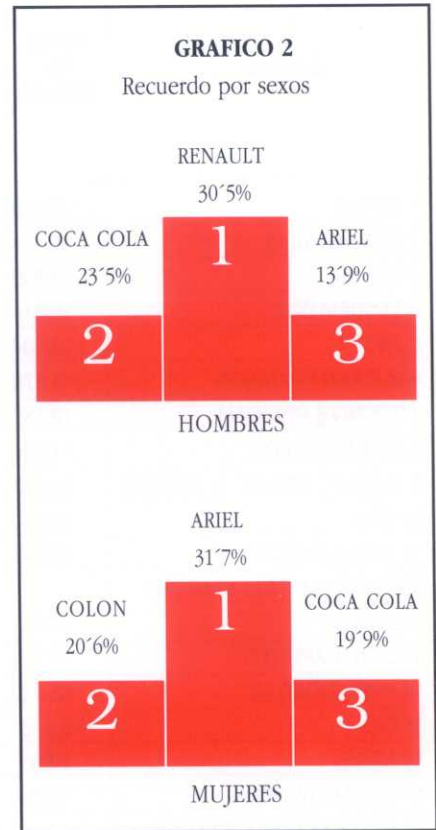 GRAFICO 2
Recuerdo por sexos
RENAULT
30´5%
COCA COLA
23´5%
ARIEL
13´9%
1
2
3
HOMBRES
ARIEL
31´7%
COLON
20´6%
COCA COLA
19´9%
1
2
3
MUJERES